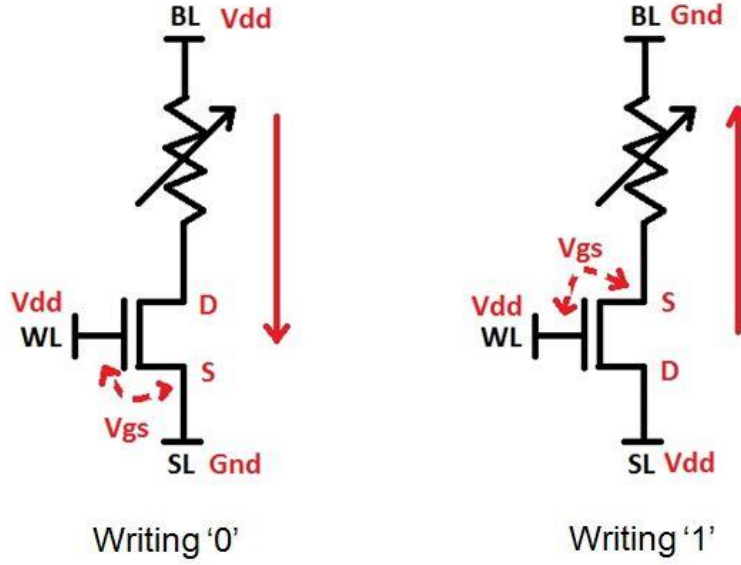 BL Vdd
Vdd
WL
D
S
Vgs
SL Gnd
Writing ‘0’
BL Gnd
Vgs
Vdd
WL
S
D
SL Vdd
Writing ‘1’